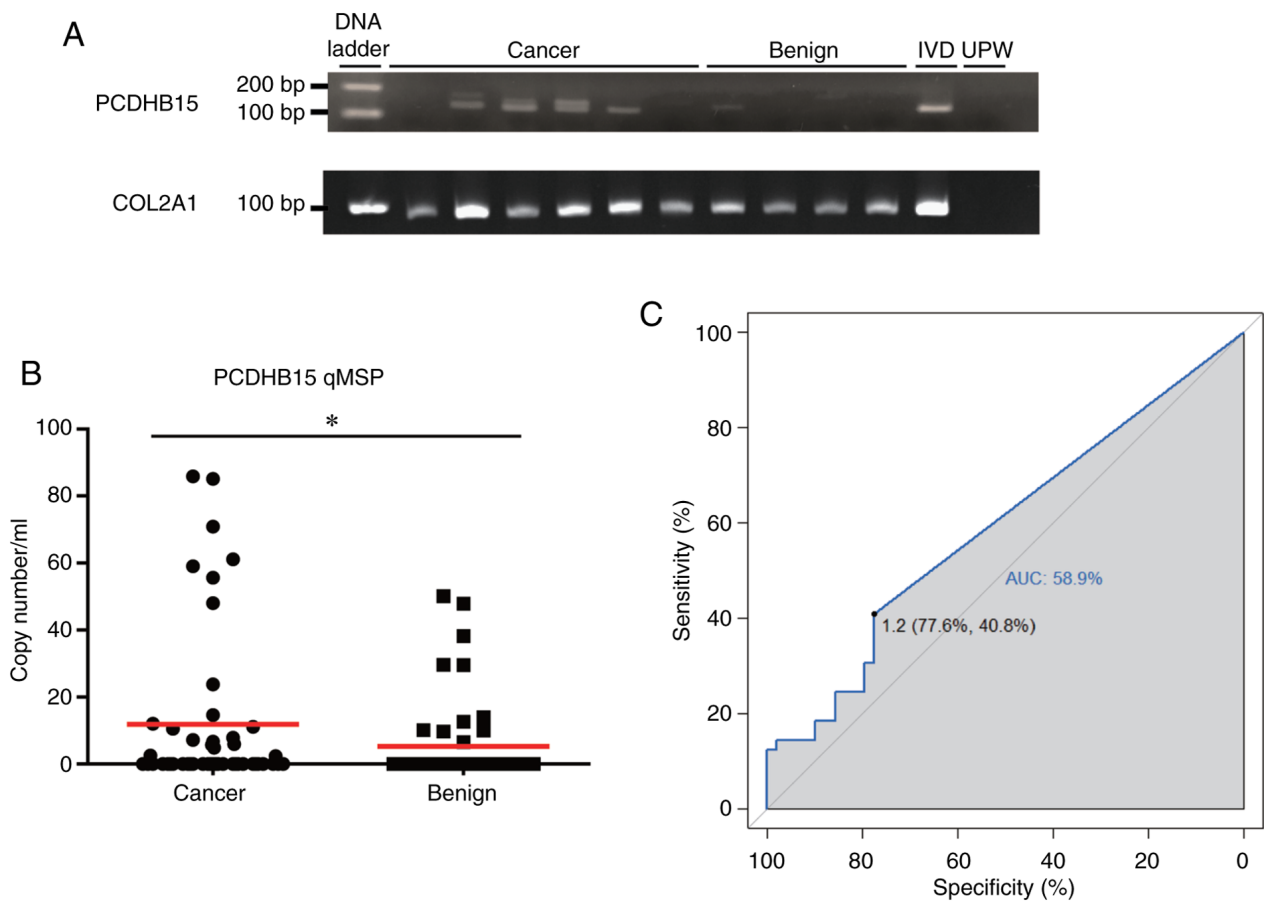 A
DNA
ladder
Cancer
Benign
IVD UPW
PCDHB15
200 bp
100 bp
COL2A1
100 bp
B
PCDHB15 qMSP
*
Copy number/ml
100
80
60
40
20
0
Cancer
Benign
C
Sensitivity (%)
100
80
60
40
20
0
AUC: 58.9%
1.2 (77.6%, 40.8%)
100 80 60 40 20 0
Specificity (%)